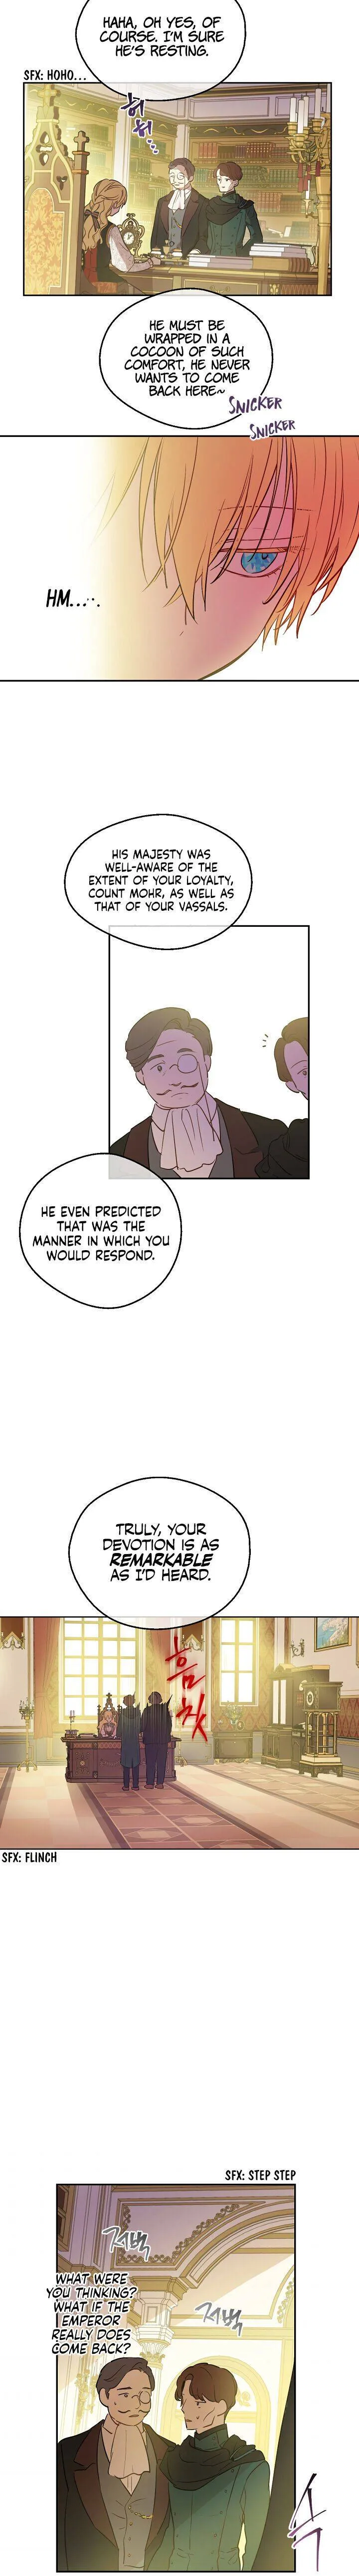 HAHA, OH YES, OF
COURSE. I'M SURE
HE'S RESTING.
SFX: HOHO...
허
허...
HE MUST BE
WRAPPED IN A
COCOON OF SUCH
COMFORT, HE NEVER
WANTS TO COME
BACK HERE~
SNICKER
SNICKER
HM.....
HIS MAJESTY WAS
WELL-AWARE OF THE
EXTENT OF YOUR LOYALTY,
COUNT MOHR, AS WELL AS
THAT OF YOUR VASSALS.
HE EVEN PREDICTED
THAT WAS THE
MANNER IN WHICH YOU
WOULD RESPOND.
TRULY, YOUR
DEVOTION IS AS
REMARKABLE
AS I'D HEARD.
흠
칫
SFX: FLINCH
SFX: STEP STEP
저벅
저벅
WHAT WERE
YOU THINKING?
WHAT IF THE
EMPEROR
REALLY DOES
COME BACK?